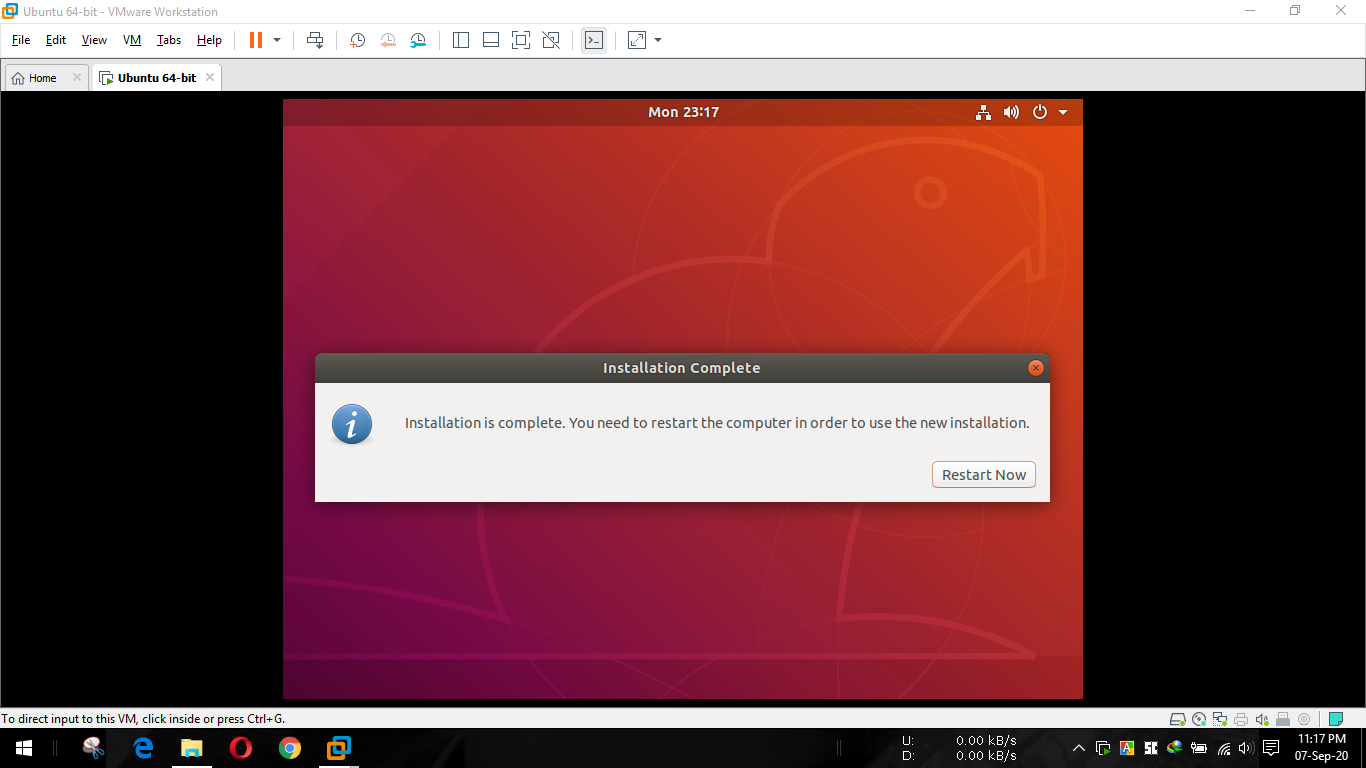 Ubuntu 64-bit - VMware Workstation
File Edit View VM Tabs Help
Home Ubuntu 64-bit
Mon 23:17
Installation Complete
Installation is complete. You need to restart the computer in order to use the new installation.
Restart Now
To direct input to this VM, click inside or press Ctrl+G.
U: 0.00 kB/s
D: 0.00 kB/s
11:17 PM
07-Sep-20